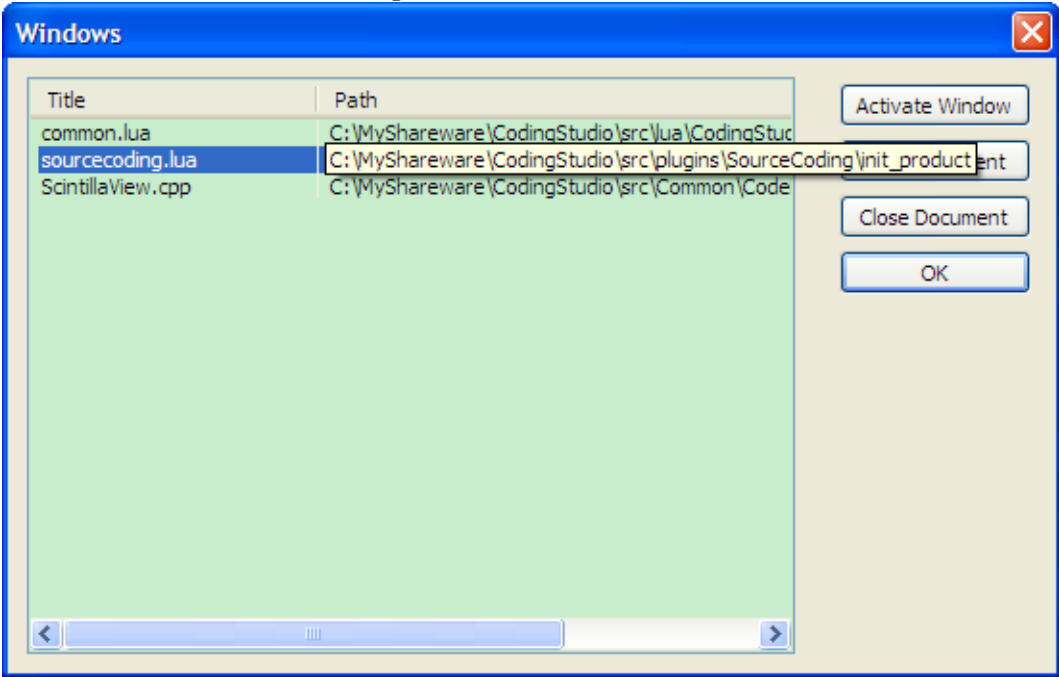 Windows
Title Path
Activate Window
common.lua C:\MyShareware\CodingStudio\src\lua\CodingStuc
sourcecoding.lua C:\MyShareware\CodingStudio\src\plugins\SourceCoding\init_product
ent
ScintillaView.cpp C:\MyShareware\CodingStudio\src\Common\Code
Close Document
OK